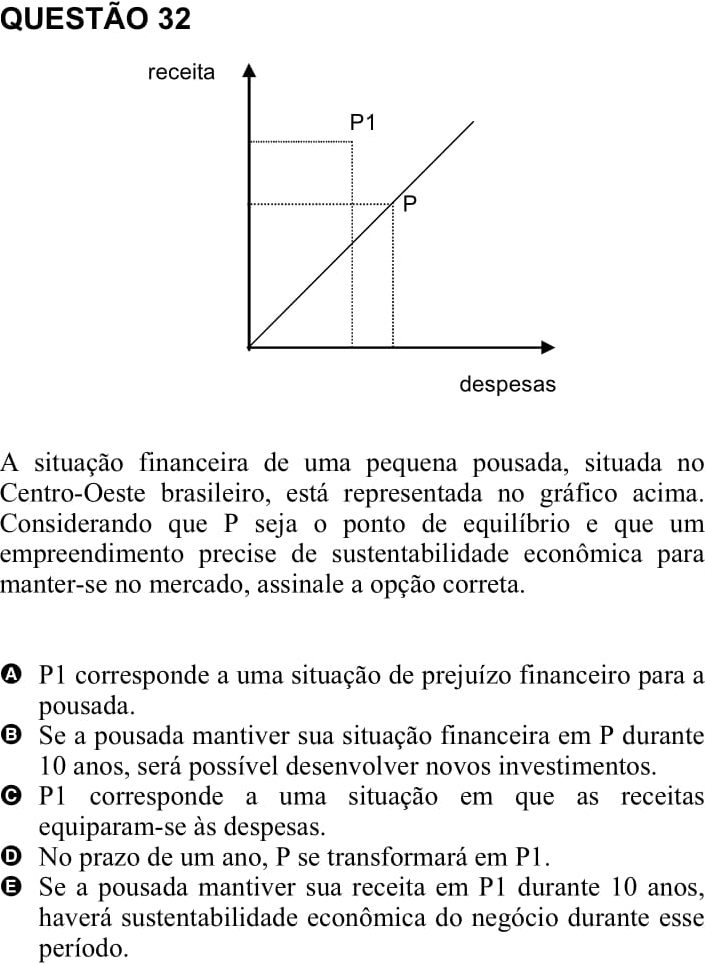 QUESTÃO 32
receita
P1
P
despesas
A situação financeira de uma pequena pousada, situada no
Centro-Oeste brasileiro, está representada no gráfico acima.
Considerando que P seja o ponto de equilíbrio e que um
empreendimento precise de sustentabilidade econômica para
manter-se no mercado, assinale a opção correta.
A P1 corresponde a uma situação de prejuízo financeiro para a
pousada.
B Se a pousada mantiver sua situação financeira em P durante
10 anos, será possível desenvolver novos investimentos.
C P1 corresponde a uma situação em que as receitas
equiparam-se às despesas.
D No prazo de um ano, P se transformará em P1.
E Se a pousada mantiver sua receita em P1 durante 10 anos,
haverá sustentabilidade econômica do negócio durante esse
período.